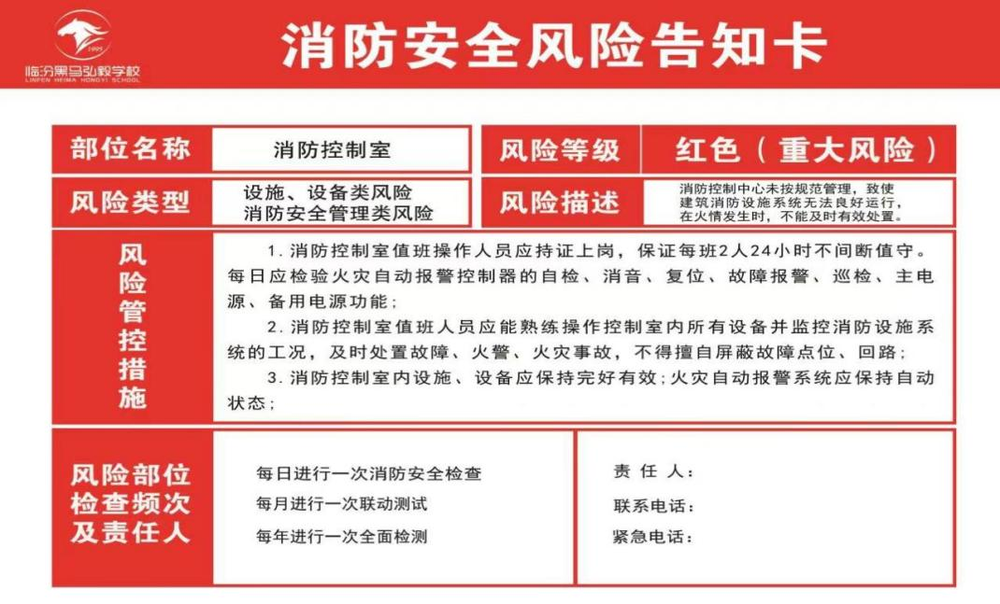 1995
临汾黑马弘毅学校
LINFEN HEIMA HONGYI SCHOOL
消防安全风险告知卡
部位名称
消防控制室
风险等级
红色（重大风险）
风险类型
设施、设备类风险
消防安全管理类风险
风险描述
消防控制中心未按规范管理，致使
建筑消防设施系统无法良好运行，
在火情发生时，不能及时有效处置。
风险管控措施
1.消防控制室值班操作人员应持证上岗，保证每班2人24小时不间断值守。
每日应检验火灾自动报警控制器的自检、消音、复位、故障报警、巡检、主电
源、备用电源功能;
2.消防控制室值班人员应能熟练操作控制室内所有设备并监控消防设施系
统的工况，及时处置故障、火警、火灾事故，不得擅自屏蔽故障点位、回路;
3.消防控制室内设施、设备应保持完好有效;火灾自动报警系统应保持自动
状态;
风险部位
检查频次
及责任人
每日进行一次消防安全检查
每月进行一次联动测试
每年进行一次全面检测
责 任 人：
联系电话：
紧急电话：